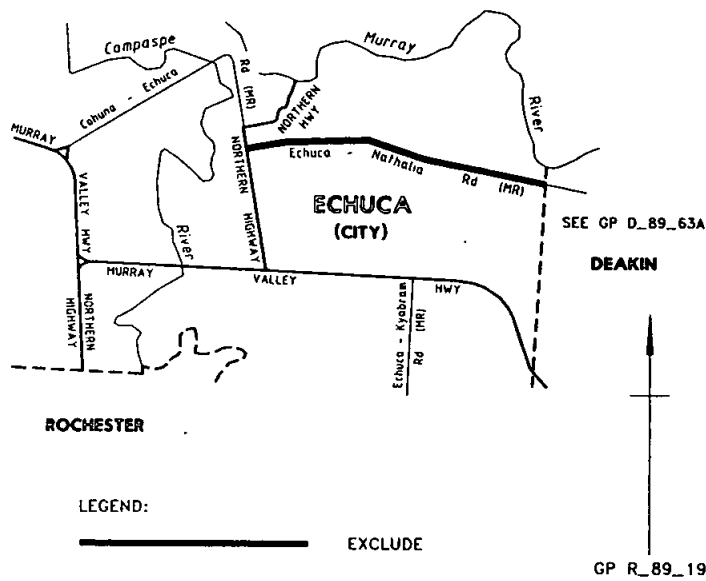 Campaspe
Murray
Cohuna - Echuca
Rd (MR)
NORTHERN
HWY
River
MURRAY
VALLEY HWY
NORTHERN
HIGHWAY
Echuca - Nathalia Rd (MR)
ECHUCA
(CITY)
SEE GP D_89_63A
DEAKIN
River
MURRAY VALLEY HWY
NORTHERN
HIGHWAY
Echuca - Kyabram
Rd (MR)
ROCHESTER
LEGEND:
EXCLUDE
GP R_89_19